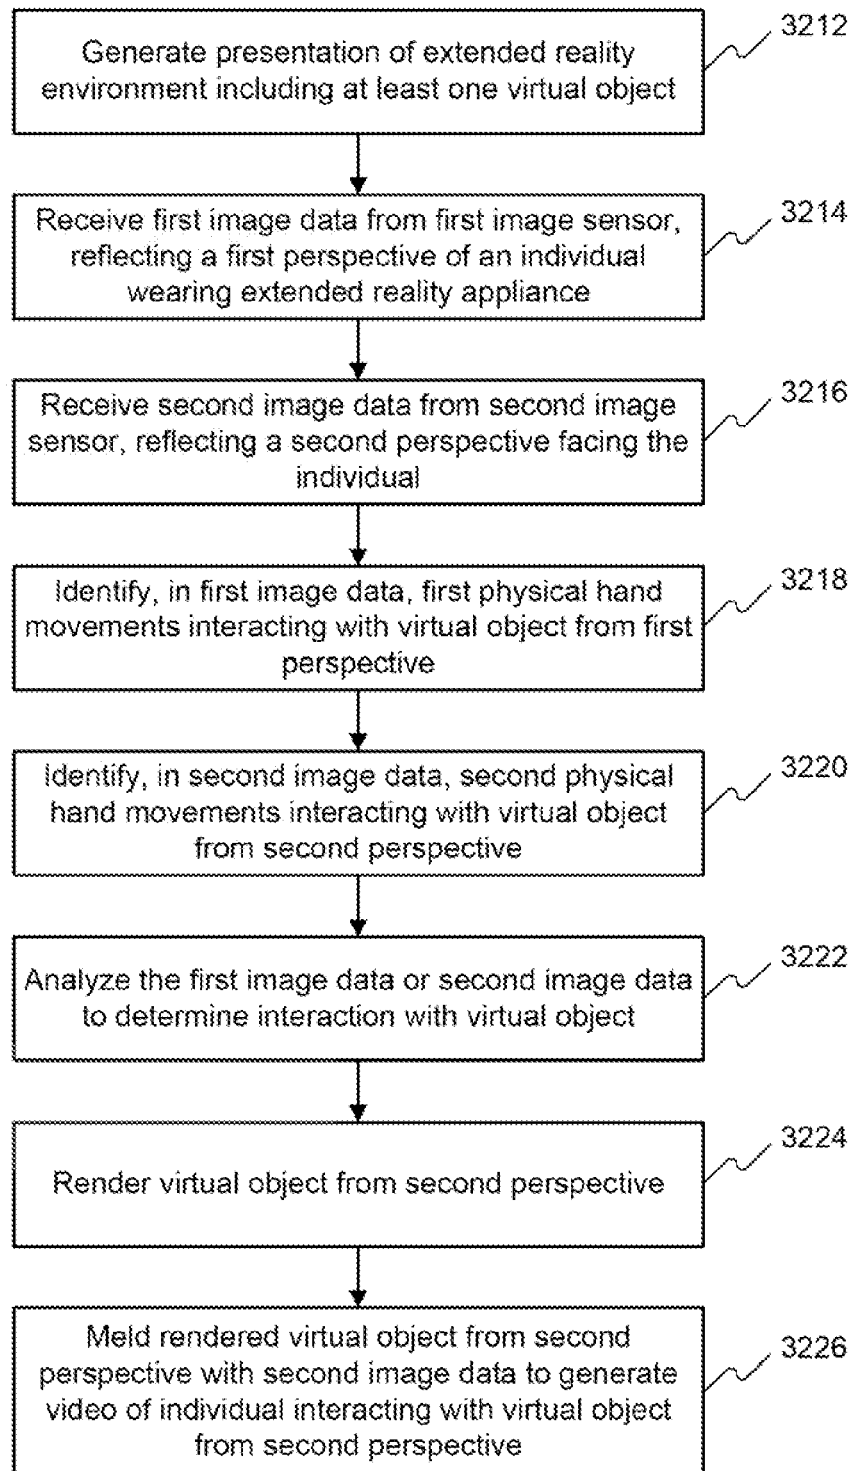 3212
Generate presentation of extended reality
environment including at least one virtual object
3214
Receive first image data from first image sensor,
reflecting a first perspective of an individual
wearing extended reality appliance
3216
Receive second image data from second image
sensor, reflecting a second perspective facing the
individual
3218
Identify, in first image data, first physical hand
movements interacting with virtual object from first
perspective
3220
Identify, in second image data, second physical
hand movements interacting with virtual object
from second perspective
3222
Analyze the first image data or second image data
to determine interaction with virtual object
3224
Render virtual object from second perspective
3226
Meld rendered virtual object from second
perspective with second image data to generate
video of individual interacting with virtual object
from second perspective